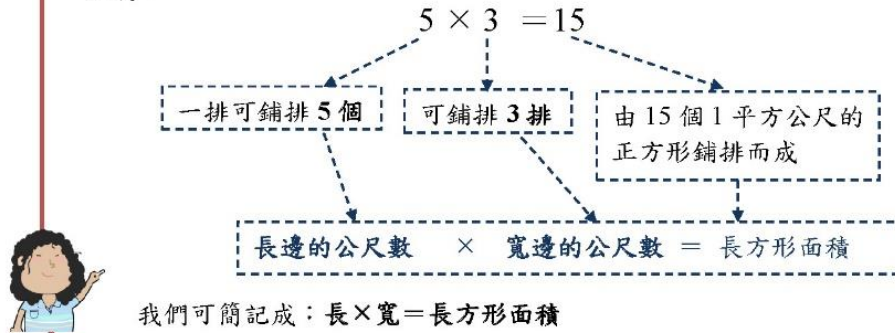 5 × 3 ＝15
一排可鋪排 5 個
可鋪排 3 排
由 15 個 1 平方公尺的
正方形鋪排而成
長邊的公尺數 × 寬邊的公尺數 ＝ 長方形面積
我們可簡記成：長×寬＝長方形面積